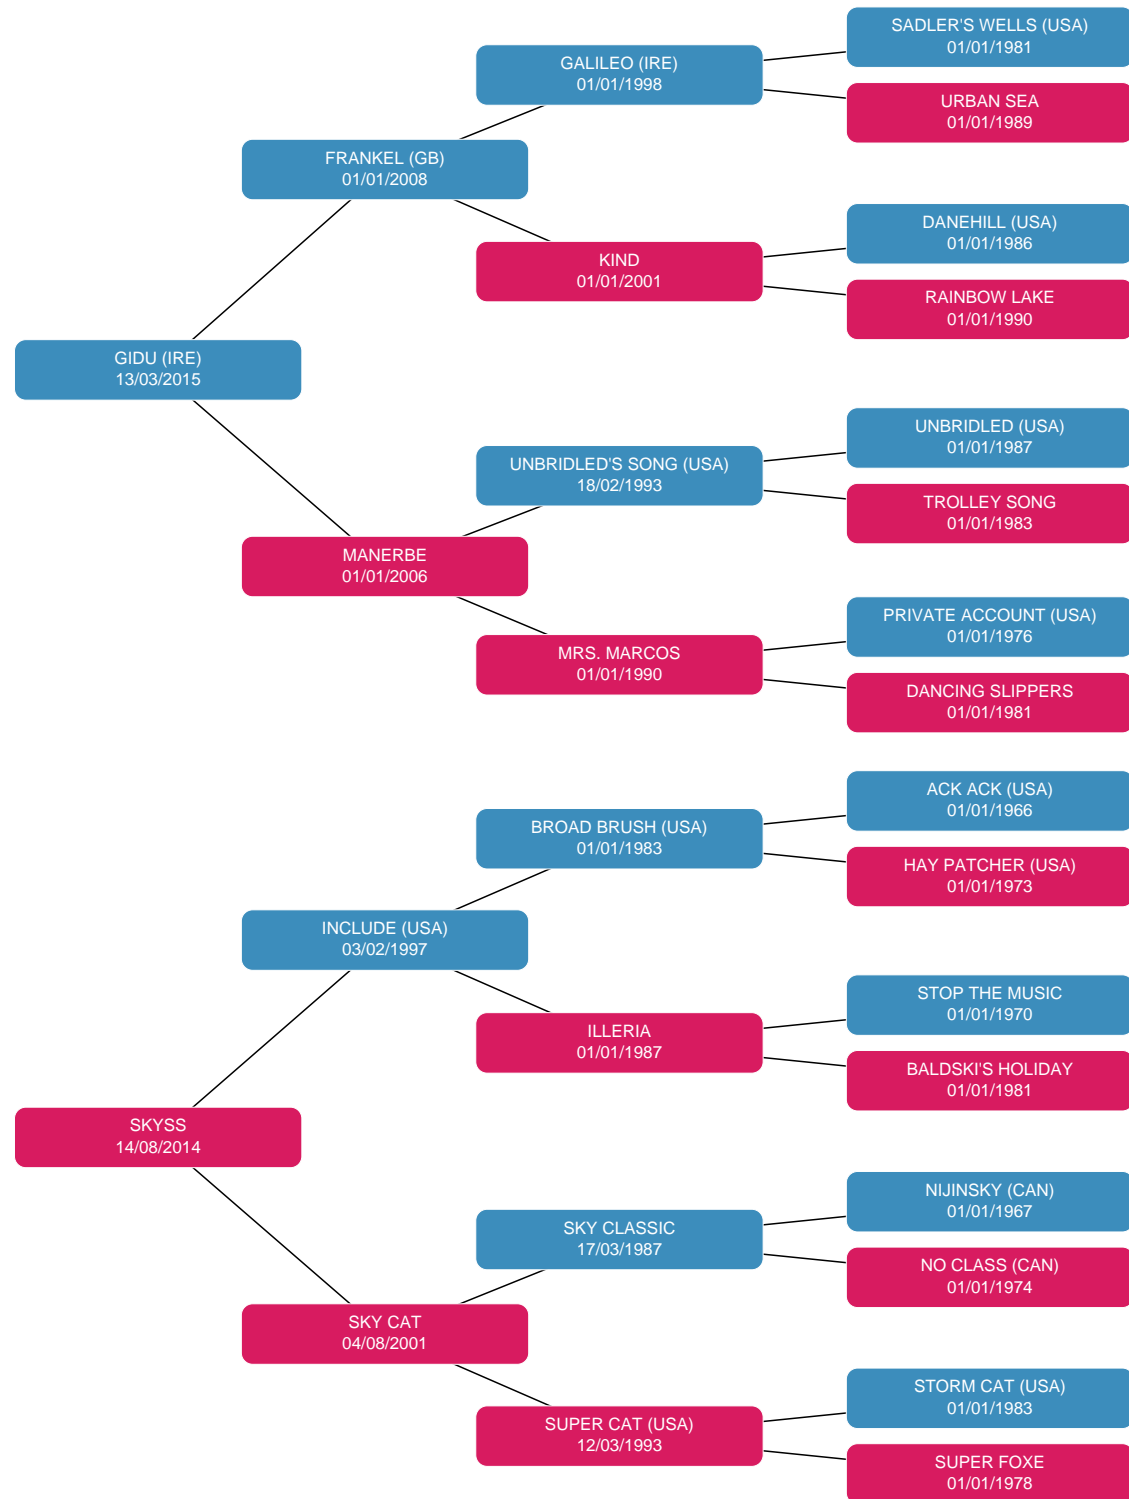 SADLER'S WELLS (USA)
01/01/1981
GALILEO (IRE)
01/01/1998
URBAN SEA
01/01/1989
FRANKEL (GB)
01/01/2008
DANEHILL (USA)
01/01/1986
KIND
01/01/2001
RAINBOW LAKE
01/01/1990
GIDU (IRE)
13/03/2015
UNBRIDLED (USA)
01/01/1987
UNBRIDLED'S SONG (USA)
18/02/1993
TROLLEY SONG
01/01/1983
MANERBE
01/01/2006
PRIVATE ACCOUNT (USA)
01/01/1976
MRS. MARCOS
01/01/1990
DANCING SLIPPERS
01/01/1981
ACK ACK (USA)
01/01/1966
BROAD BRUSH (USA)
01/01/1983
HAY PATCHER (USA)
01/01/1973
INCLUDE (USA)
03/02/1997
STOP THE MUSIC
01/01/1970
ILLERIA
01/01/1987
BALDSKI'S HOLIDAY
01/01/1981
SKYSS
14/08/2014
NIJINSKY (CAN)
01/01/1967
SKY CLASSIC
17/03/1987
NO CLASS (CAN)
01/01/1974
SKY CAT
04/08/2001
STORM CAT (USA)
01/01/1983
SUPER CAT (USA)
12/03/1993
SUPER FOXE
01/01/1978